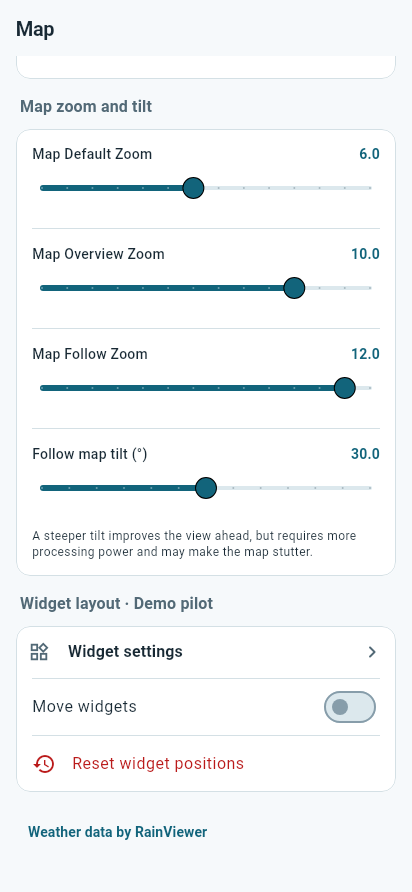 Map
Map zoom and tilt
Map Default Zoom
6.0
Map Overview Zoom
10.0
Map Follow Zoom
12.0
Follow map tilt (°)
30.0
A steeper tilt improves the view ahead, but requires more
processing power and may make the map stutter.
Widget layout · Demo pilot
Widget settings
Move widgets
Reset widget positions
Weather data by RainViewer